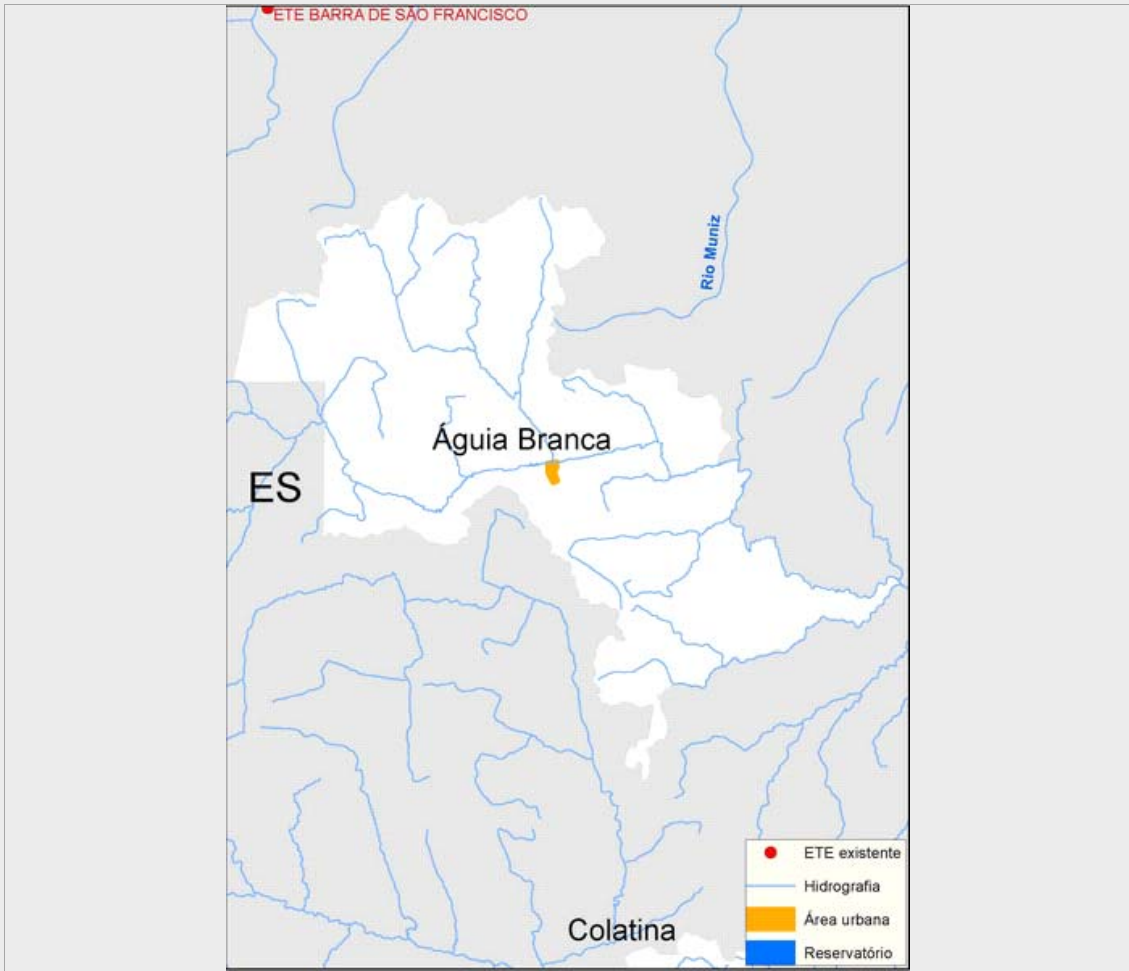 ETE BARRA DE SÃO FRANCISCO
Rio Muniz
Águia Branca
ES
Colatina
ETE existente
Hidrografia
Área urbana
Reservatório